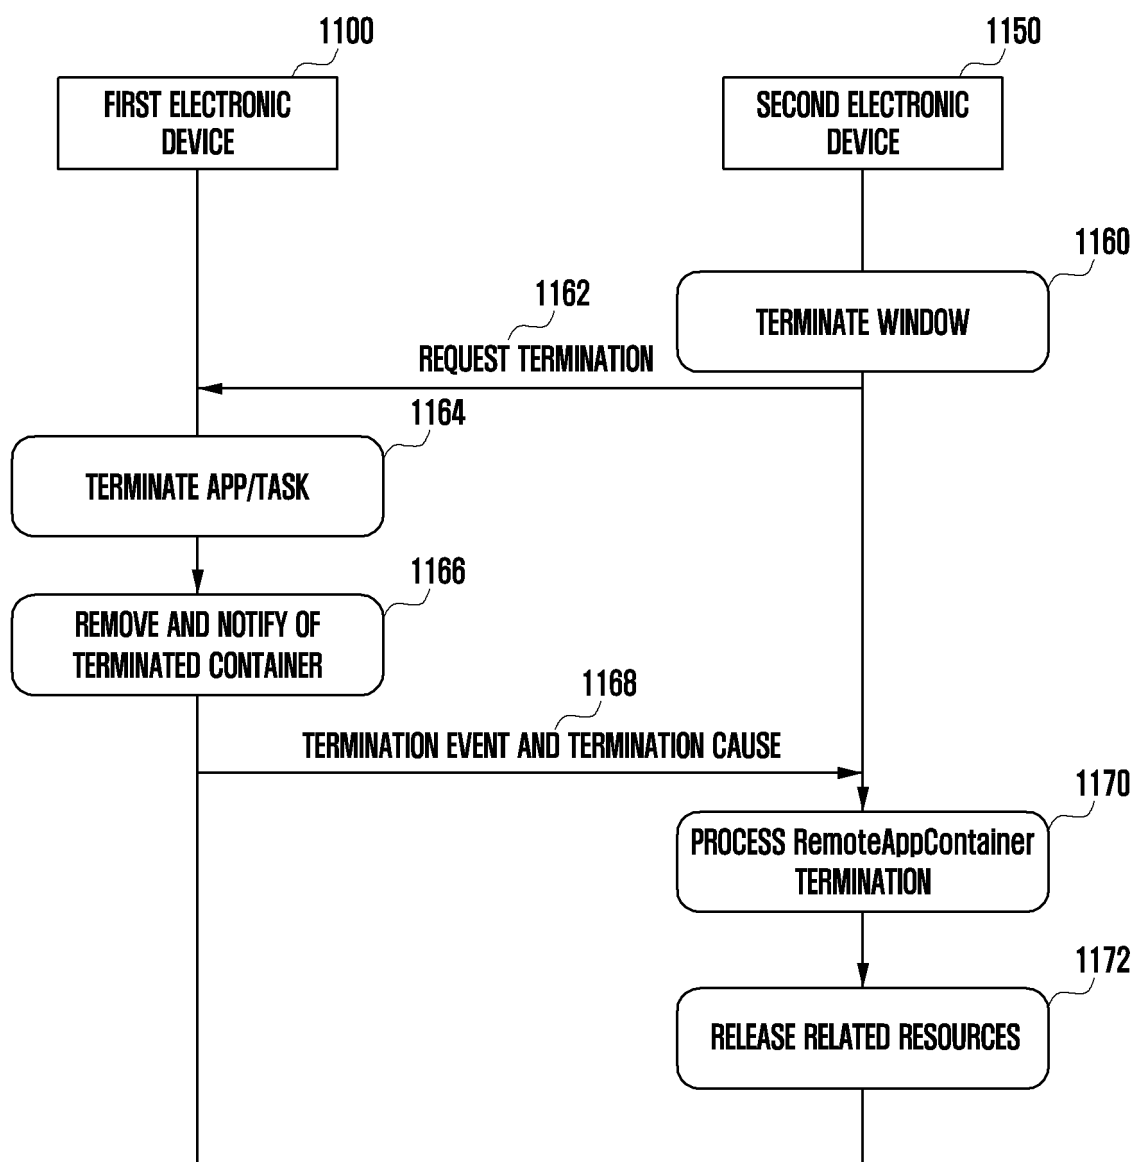 1100
FIRST ELECTRONIC
DEVICE
1150
SECOND ELECTRONIC
DEVICE
1160
TERMINATE WINDOW
1162
REQUEST TERMINATION
1164
TERMINATE APP/TASK
1166
REMOVE AND NOTIFY OF
TERMINATED CONTAINER
1168
TERMINATION EVENT AND TERMINATION CAUSE
1170
PROCESS RemoteAppContainer
TERMINATION
1172
RELEASE RELATED RESOURCES